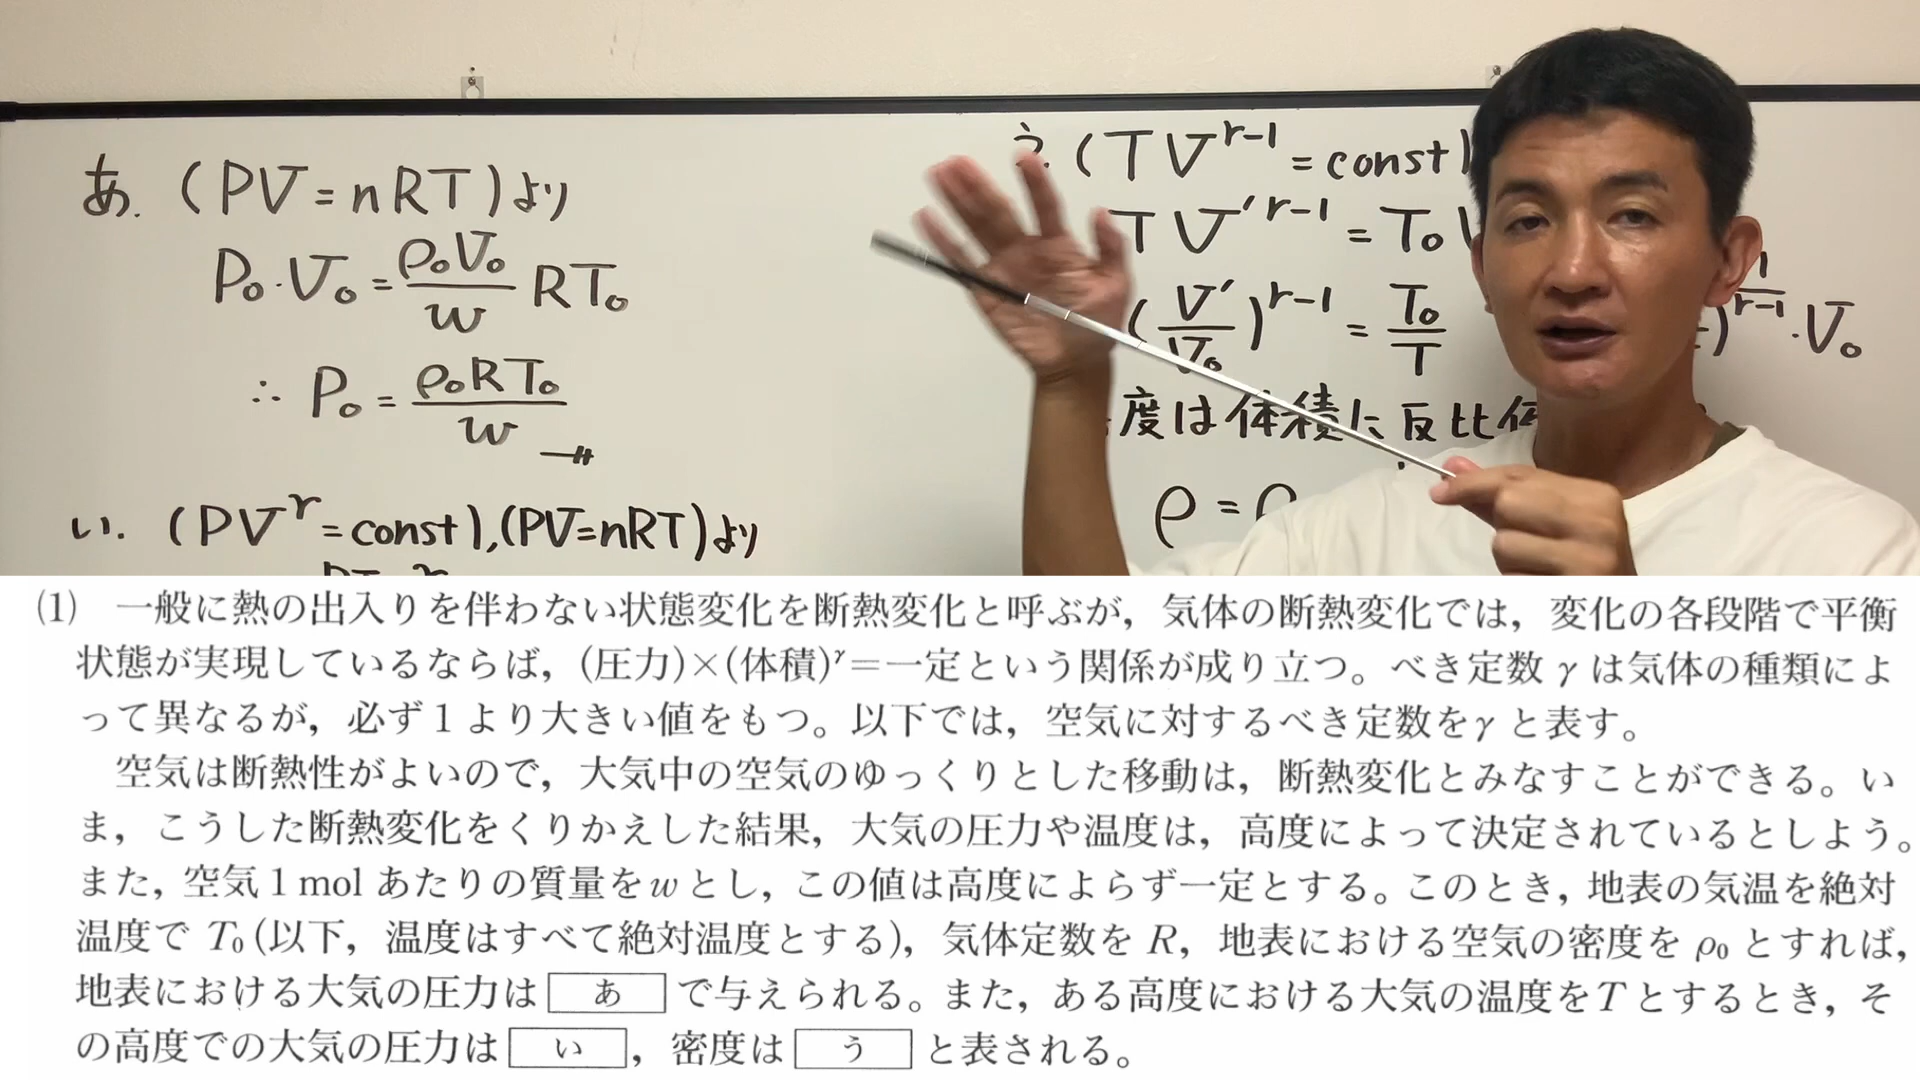 あ. (PV=nRT)より
P₀・V₀=ρ₀V₀/w RT₀
∴ P₀=ρ₀RT₀/w
い. (PV^γ=const),(PV=nRT)より
う. (TV^γ-1=const)
TV'^γ-1=T₀
(V'/V₀)^γ-1=T₀/T
)^1/γ-1・V₀
度は体積に反比
ρ=
(1) 一般に熱の出入りを伴わない状態変化を断熱変化と呼ぶが，気体の断熱変化では，変化の各段階で平衡
状態が実現しているならば，(圧力)×(体積)^γ=一定という関係が成り立つ。べき定数 γ は気体の種類によ
って異なるが，必ず1より大きい値をもつ。以下では，空気に対するべき定数をγと表す。
空気は断熱性がよいので，大気中の空気のゆっくりとした移動は，断熱変化とみなすことができる。い
ま，こうした断熱変化をくりかえした結果，大気の圧力や温度は，高度によって決定されているとしよう。
また，空気1molあたりの質量をwとし，この値は高度によらず一定とする。このとき，地表の気温を絶対
温度で T₀(以下，温度はすべて絶対温度とする)，気体定数を R，地表における空気の密度を ρ₀ とすれば，
地表における大気の圧力は あ で与えられる。また，ある高度における大気の温度をTとするとき，そ
の高度での大気の圧力は い ，密度は う と表される。